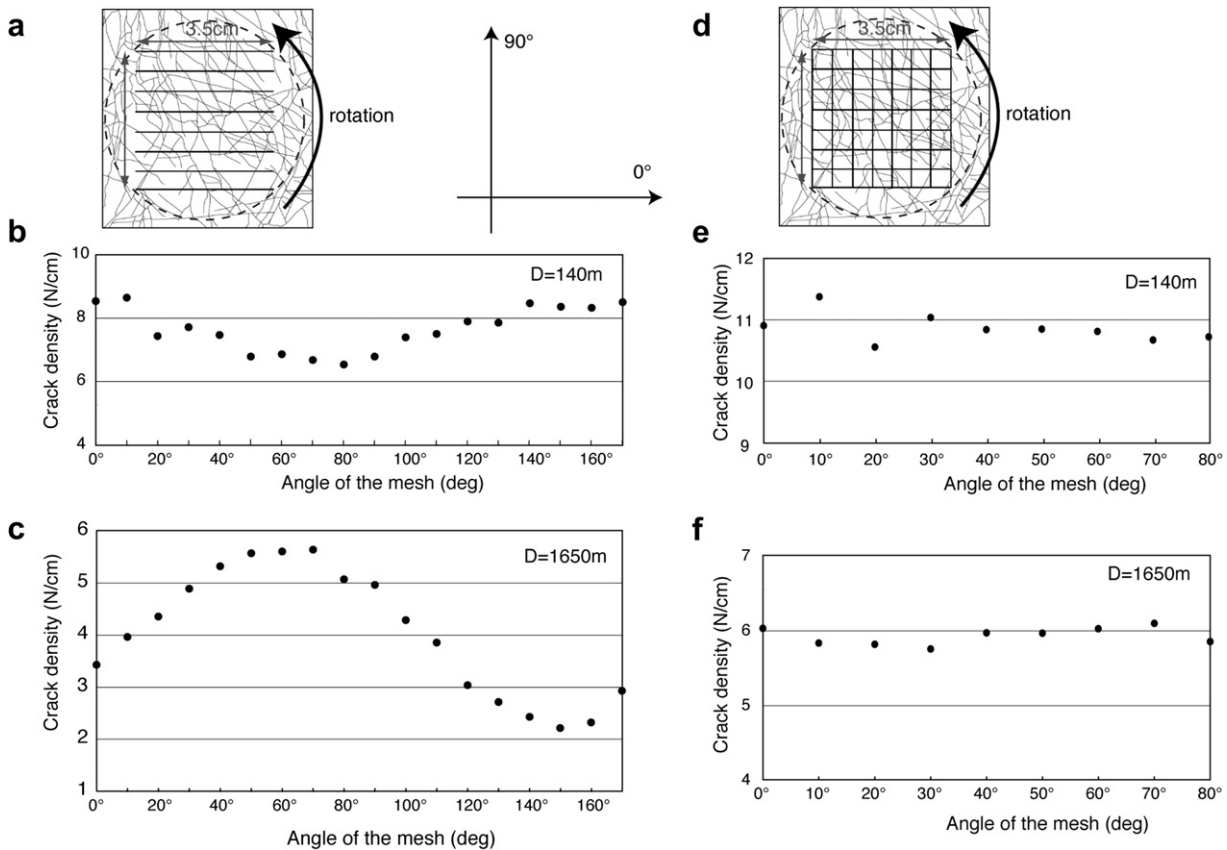 a
3.5cm
rotation
90°
0°
d
3.5cm
rotation
b
Crack density (N/cm)
10
8
6
4
D=140m
0° 20° 40° 60° 80° 100° 120° 140° 160°
Angle of the mesh (deg)
e
Crack density (N/cm)
12
11
10
9
D=140m
0° 10° 20° 30° 40° 50° 60° 70° 80°
Angle of the mesh (deg)
c
Crack density (N/cm)
6
5
4
3
2
1
D=1650m
0° 20° 40° 60° 80° 100° 120° 140° 160°
Angle of the mesh (deg)
f
Crack density (N/cm)
7
6
5
4
D=1650m
0° 10° 20° 30° 40° 50° 60° 70° 80°
Angle of the mesh (deg)